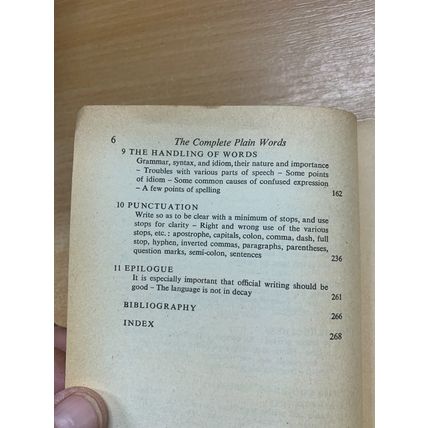 6 The Complete Plain Words
9 THE HANDLING OF WORDS
Grammar, syntax, and idiom, their nature and importance
– Troubles with various parts of speech – Some points
of idiom – Some common causes of confused expression
– A few points of spelling 162
10 PUNCTUATION
Write so as to be clear with a minimum of stops, and use
stops for clarity – Right and wrong use of the various
stops, etc.: apostrophe, capitals, colon, comma, dash, full
stop, hyphen, inverted commas, paragraphs, parentheses,
question marks, semi-colon, sentences 236
11 EPILOGUE
It is especially important that official writing should be
good – The language is not in decay 261
BIBLIOGRAPHY 266
INDEX 268